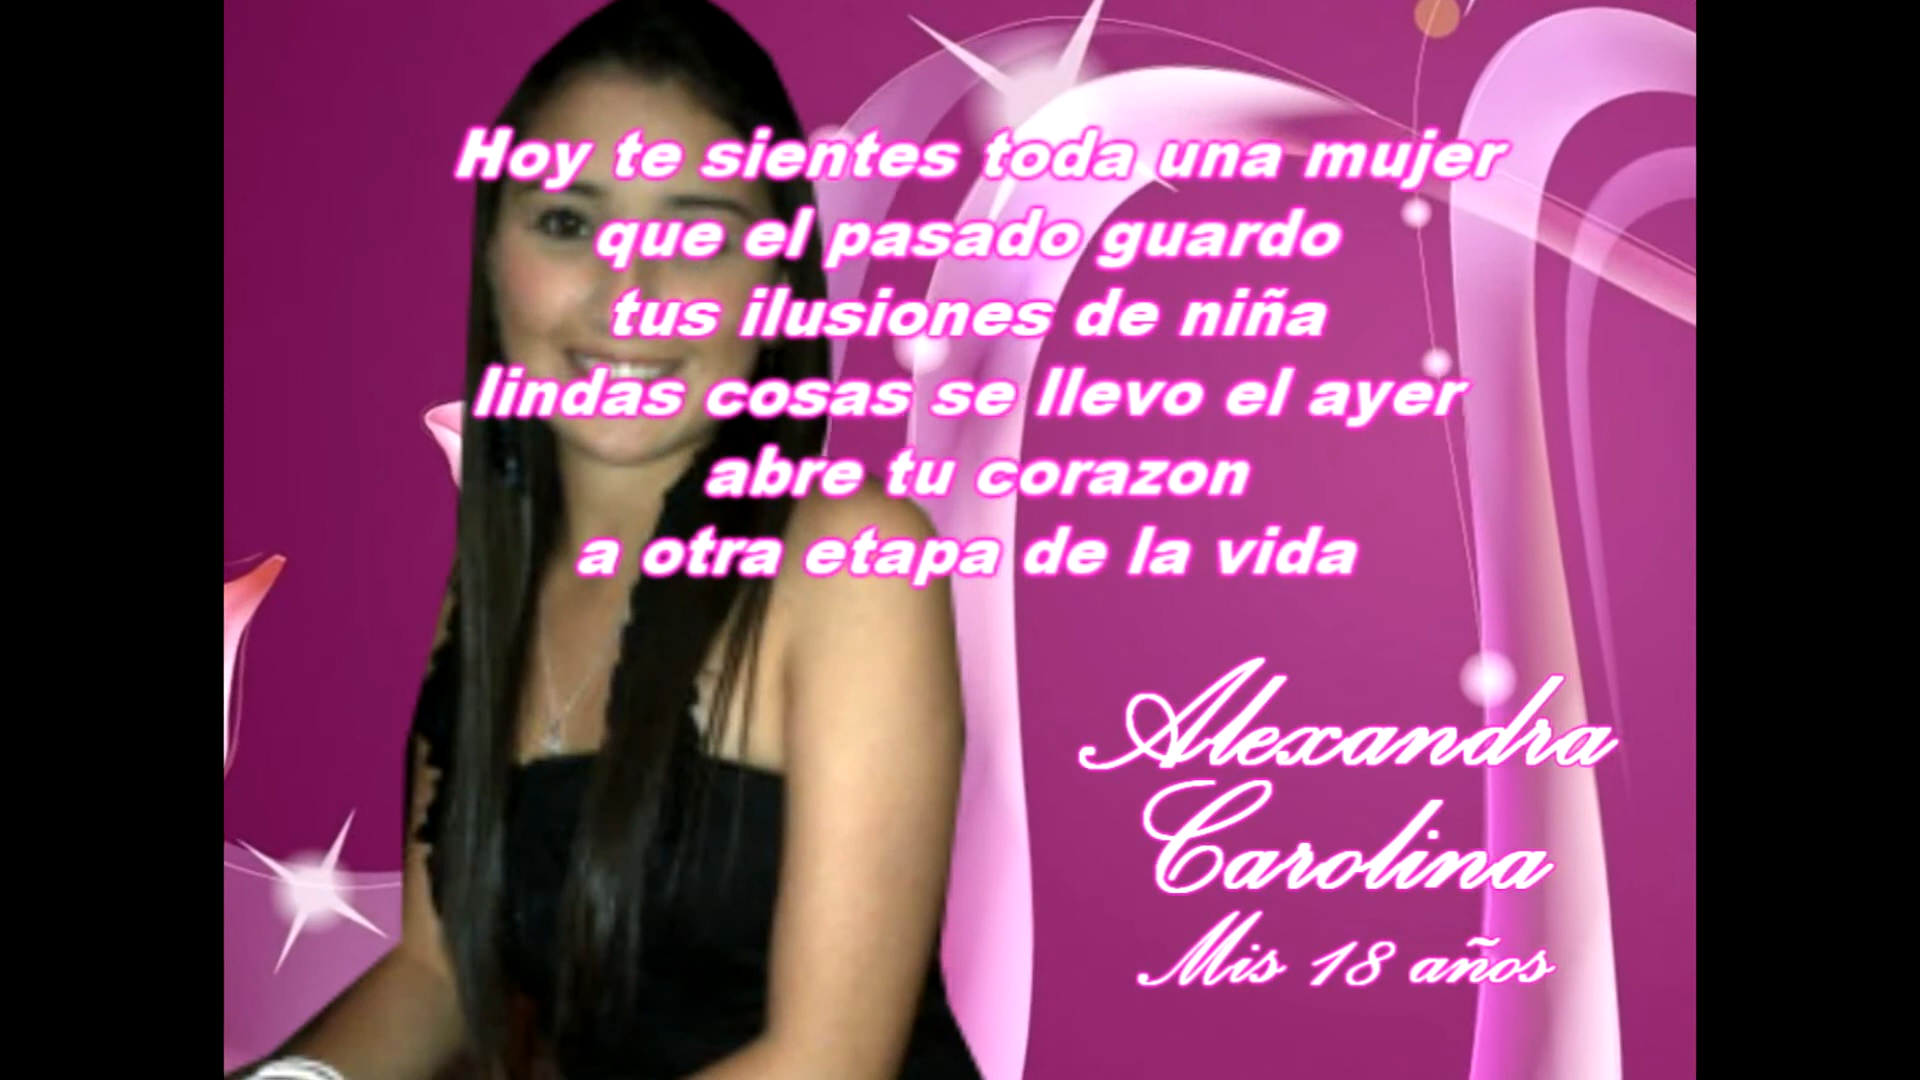 Hoy te sientes toda una mujer
que el pasado guardo
tus ilusiones de niña
lindas cosas se llevo el ayer
abre tu corazon
a otra etapa de la vida
Alexandra
Carolina
Mis 18 años